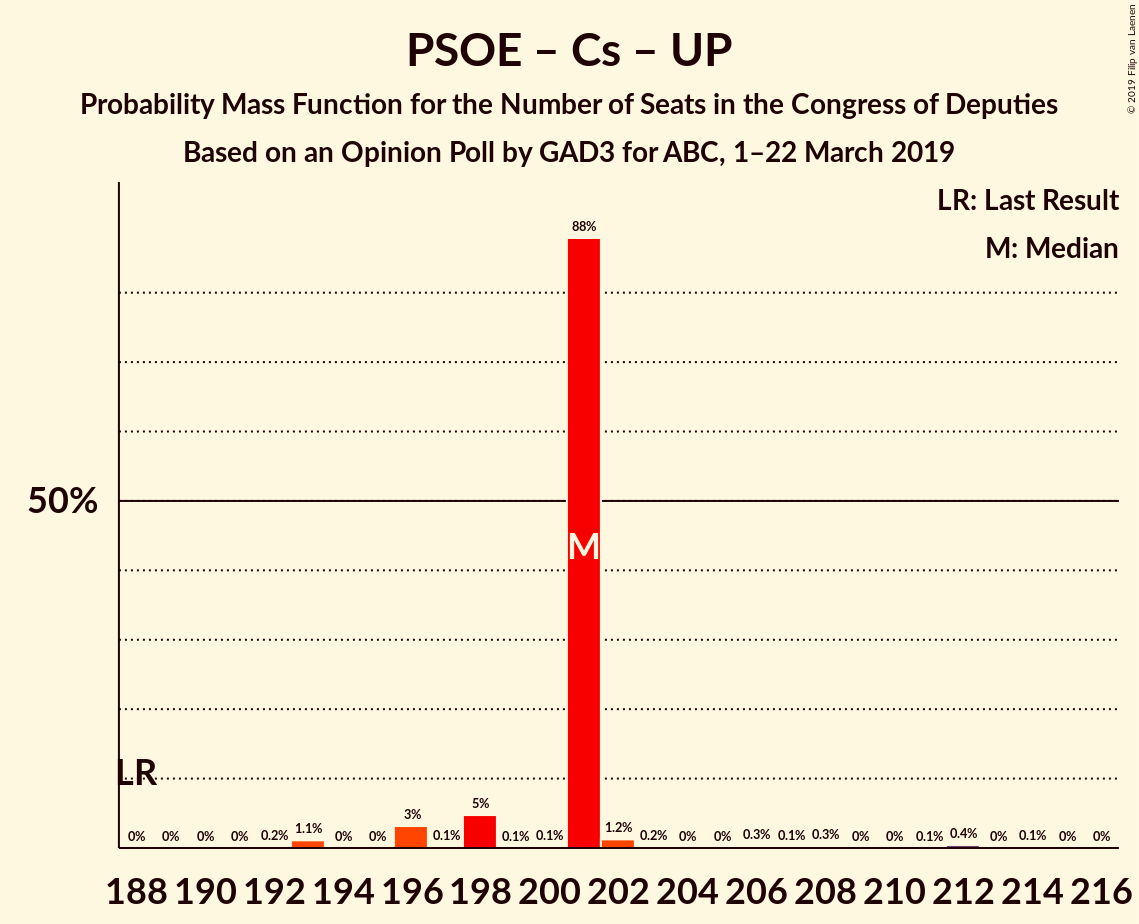 PSOE – Cs – UP
Probability Mass Function for the Number of Seats in the Congress of Deputies
Based on an Opinion Poll by GAD3 for ABC, 1–22 March 2019
© 2019 Filip van Laenen
LR: Last Result
M: Median
88%
50%
M
LR
0% 0% 0% 0% 0.2% 1.1% 0% 0% 3% 0.1% 5% 0.1% 0.1% 1.2% 0.2% 0% 0% 0.3% 0.1% 0.3% 0% 0% 0.1% 0.4% 0% 0.1% 0% 0%
188 190 192 194 196 198 200 202 204 206 208 210 212 214 216